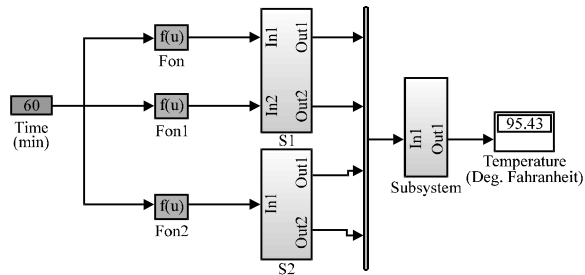 f(u)
Fon
In1
Out1
In2
Out2
S1
60
Time
(min)
f(u)
Fon1
f(u)
Fon2
In1
Out1
Out2
S2
In1
Out1
Subsystem
95.43
Temperature
(Deg. Fahranheit)